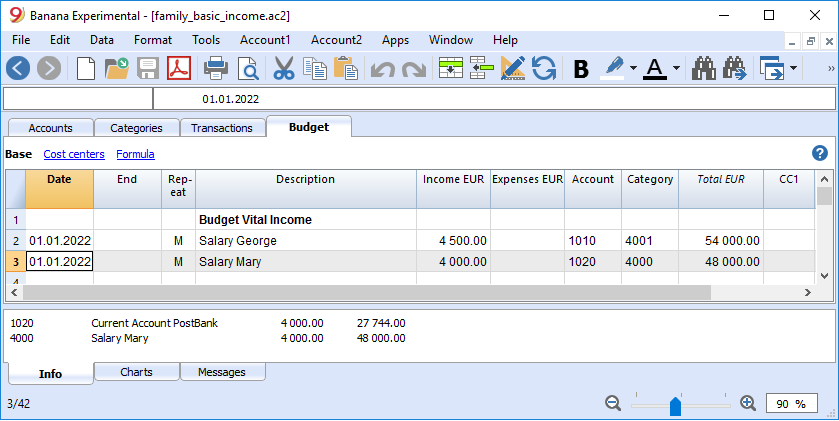 Banana Experimental - [family_basic_income.ac2]
File Edit Data Format Tools Account1 Account2 Apps Window Help
B A »
01.01.2022
Accounts Categories Transactions Budget
Base Cost centers Formula ?
Date End Rep-eat Description Income EUR Expenses EUR Account Category Total EUR CC1
1 Budget Vital Income
2 01.01.2022 M Salary George 4 500.00 1010 4001 54 000.00
3 01.01.2022 M Salary Mary 4 000.00 1020 4000 48 000.00
4
1020 Current Account PostBank 4 000.00 27 744.00
4000 Salary Mary 4 000.00 48 000.00
Info Charts Messages
3/42 90 %